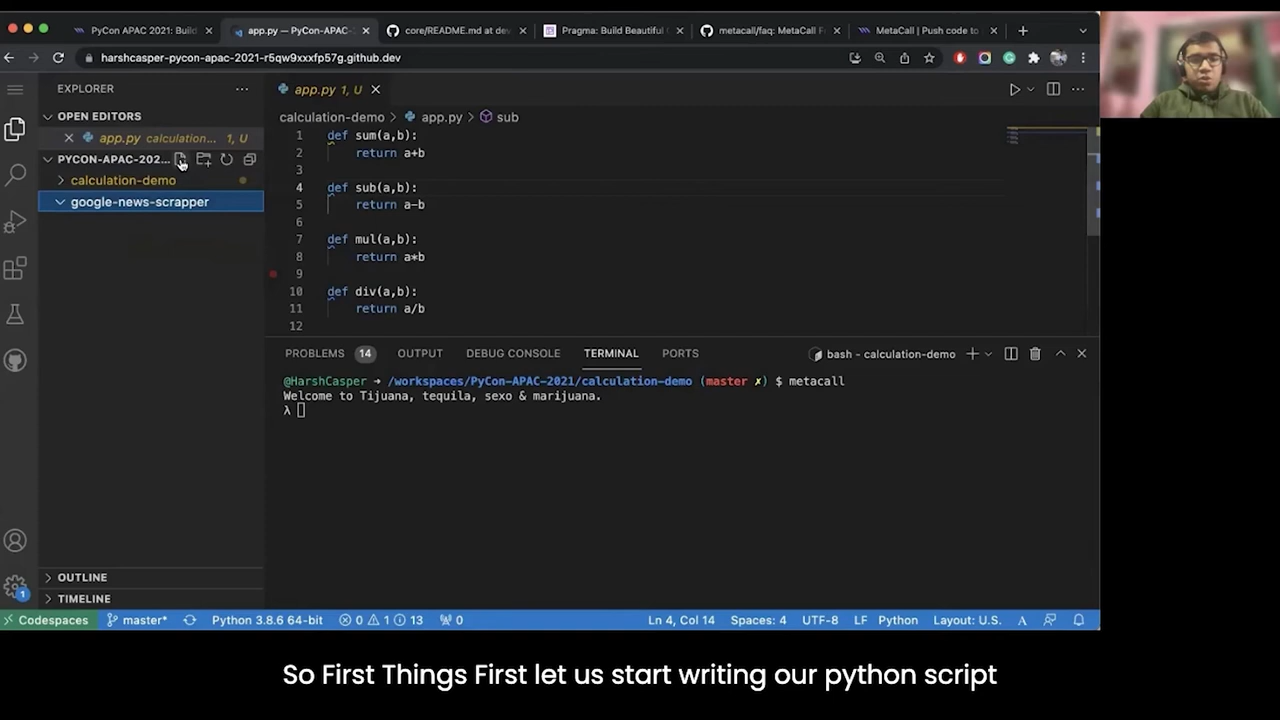 PyCon APAC 2021: Buil
app.py — PyCon-APAC-
core/README.md at dev
Pragma: Build Beautiful
metacall/faq: MetaCall F
MetaCall | Push code to
harshcasper-pycon-apac-2021-r5qw9xxxfp57g.github.dev
EXPLORER
OPEN EDITORS
app.py calculation... 1, U
PYCON-APAC-202...
calculation-demo
google-news-scrapper
OUTLINE
TIMELINE
app.py 1, U
calculation-demo > app.py > sub
1 def sum(a,b):
2 return a+b
3
4 def sub(a,b):
5 return a-b
6
7 def mul(a,b):
8 return a*b
9
10 def div(a,b):
11 return a/b
12
PROBLEMS 14 OUTPUT DEBUG CONSOLE TERMINAL PORTS
bash - calculation-demo
@HarshCasper → /workspaces/PyCon-APAC-2021/calculation-demo (master ✗) $ metacall
Welcome to Tijuana, tequila, sexo & marijuana.
λ
1
Codespaces master* Python 3.8.6 64-bit 0 1 13 0 Ln 4, Col 14 Spaces: 4 UTF-8 LF Python Layout: U.S.
So First Things First let us start writing our python script